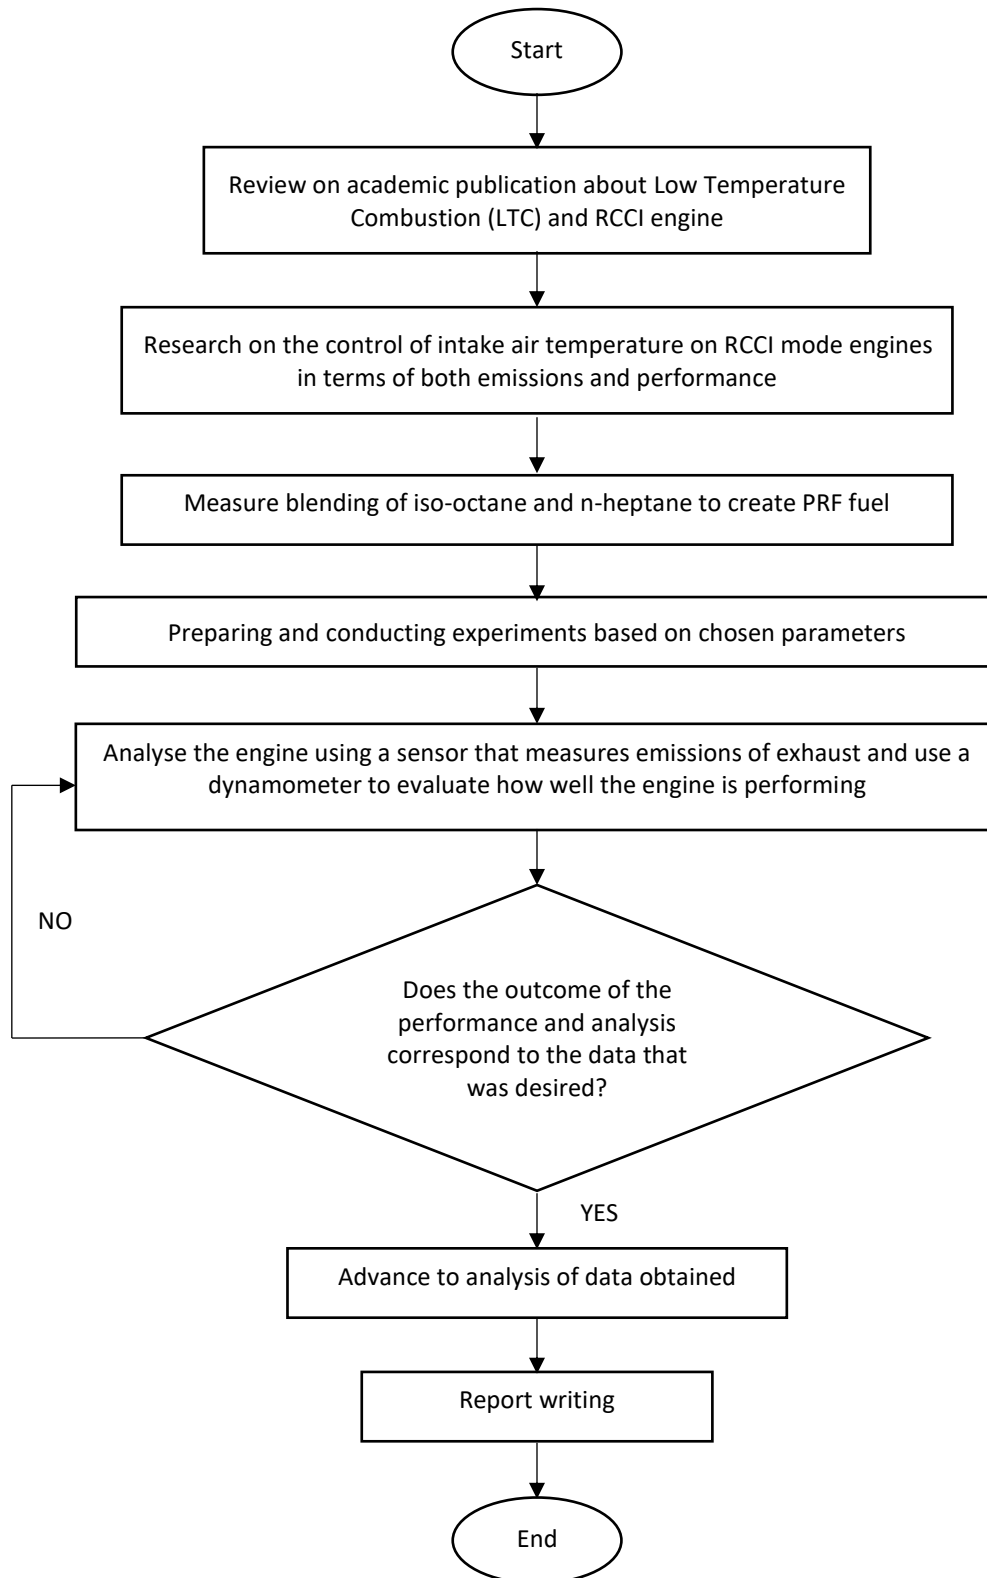 Start
Review on academic publication about Low Temperature
Combustion (LTC) and RCCI engine
Research on the control of intake air temperature on RCCI mode engines
in terms of both emissions and performance
Measure blending of iso-octane and n-heptane to create PRF fuel
Preparing and conducting experiments based on chosen parameters
Analyse the engine using a sensor that measures emissions of exhaust and use a
dynamometer to evaluate how well the engine is performing
NO
Does the outcome of the
performance and analysis
correspond to the data that
was desired?
YES
Advance to analysis of data obtained
Report writing
End